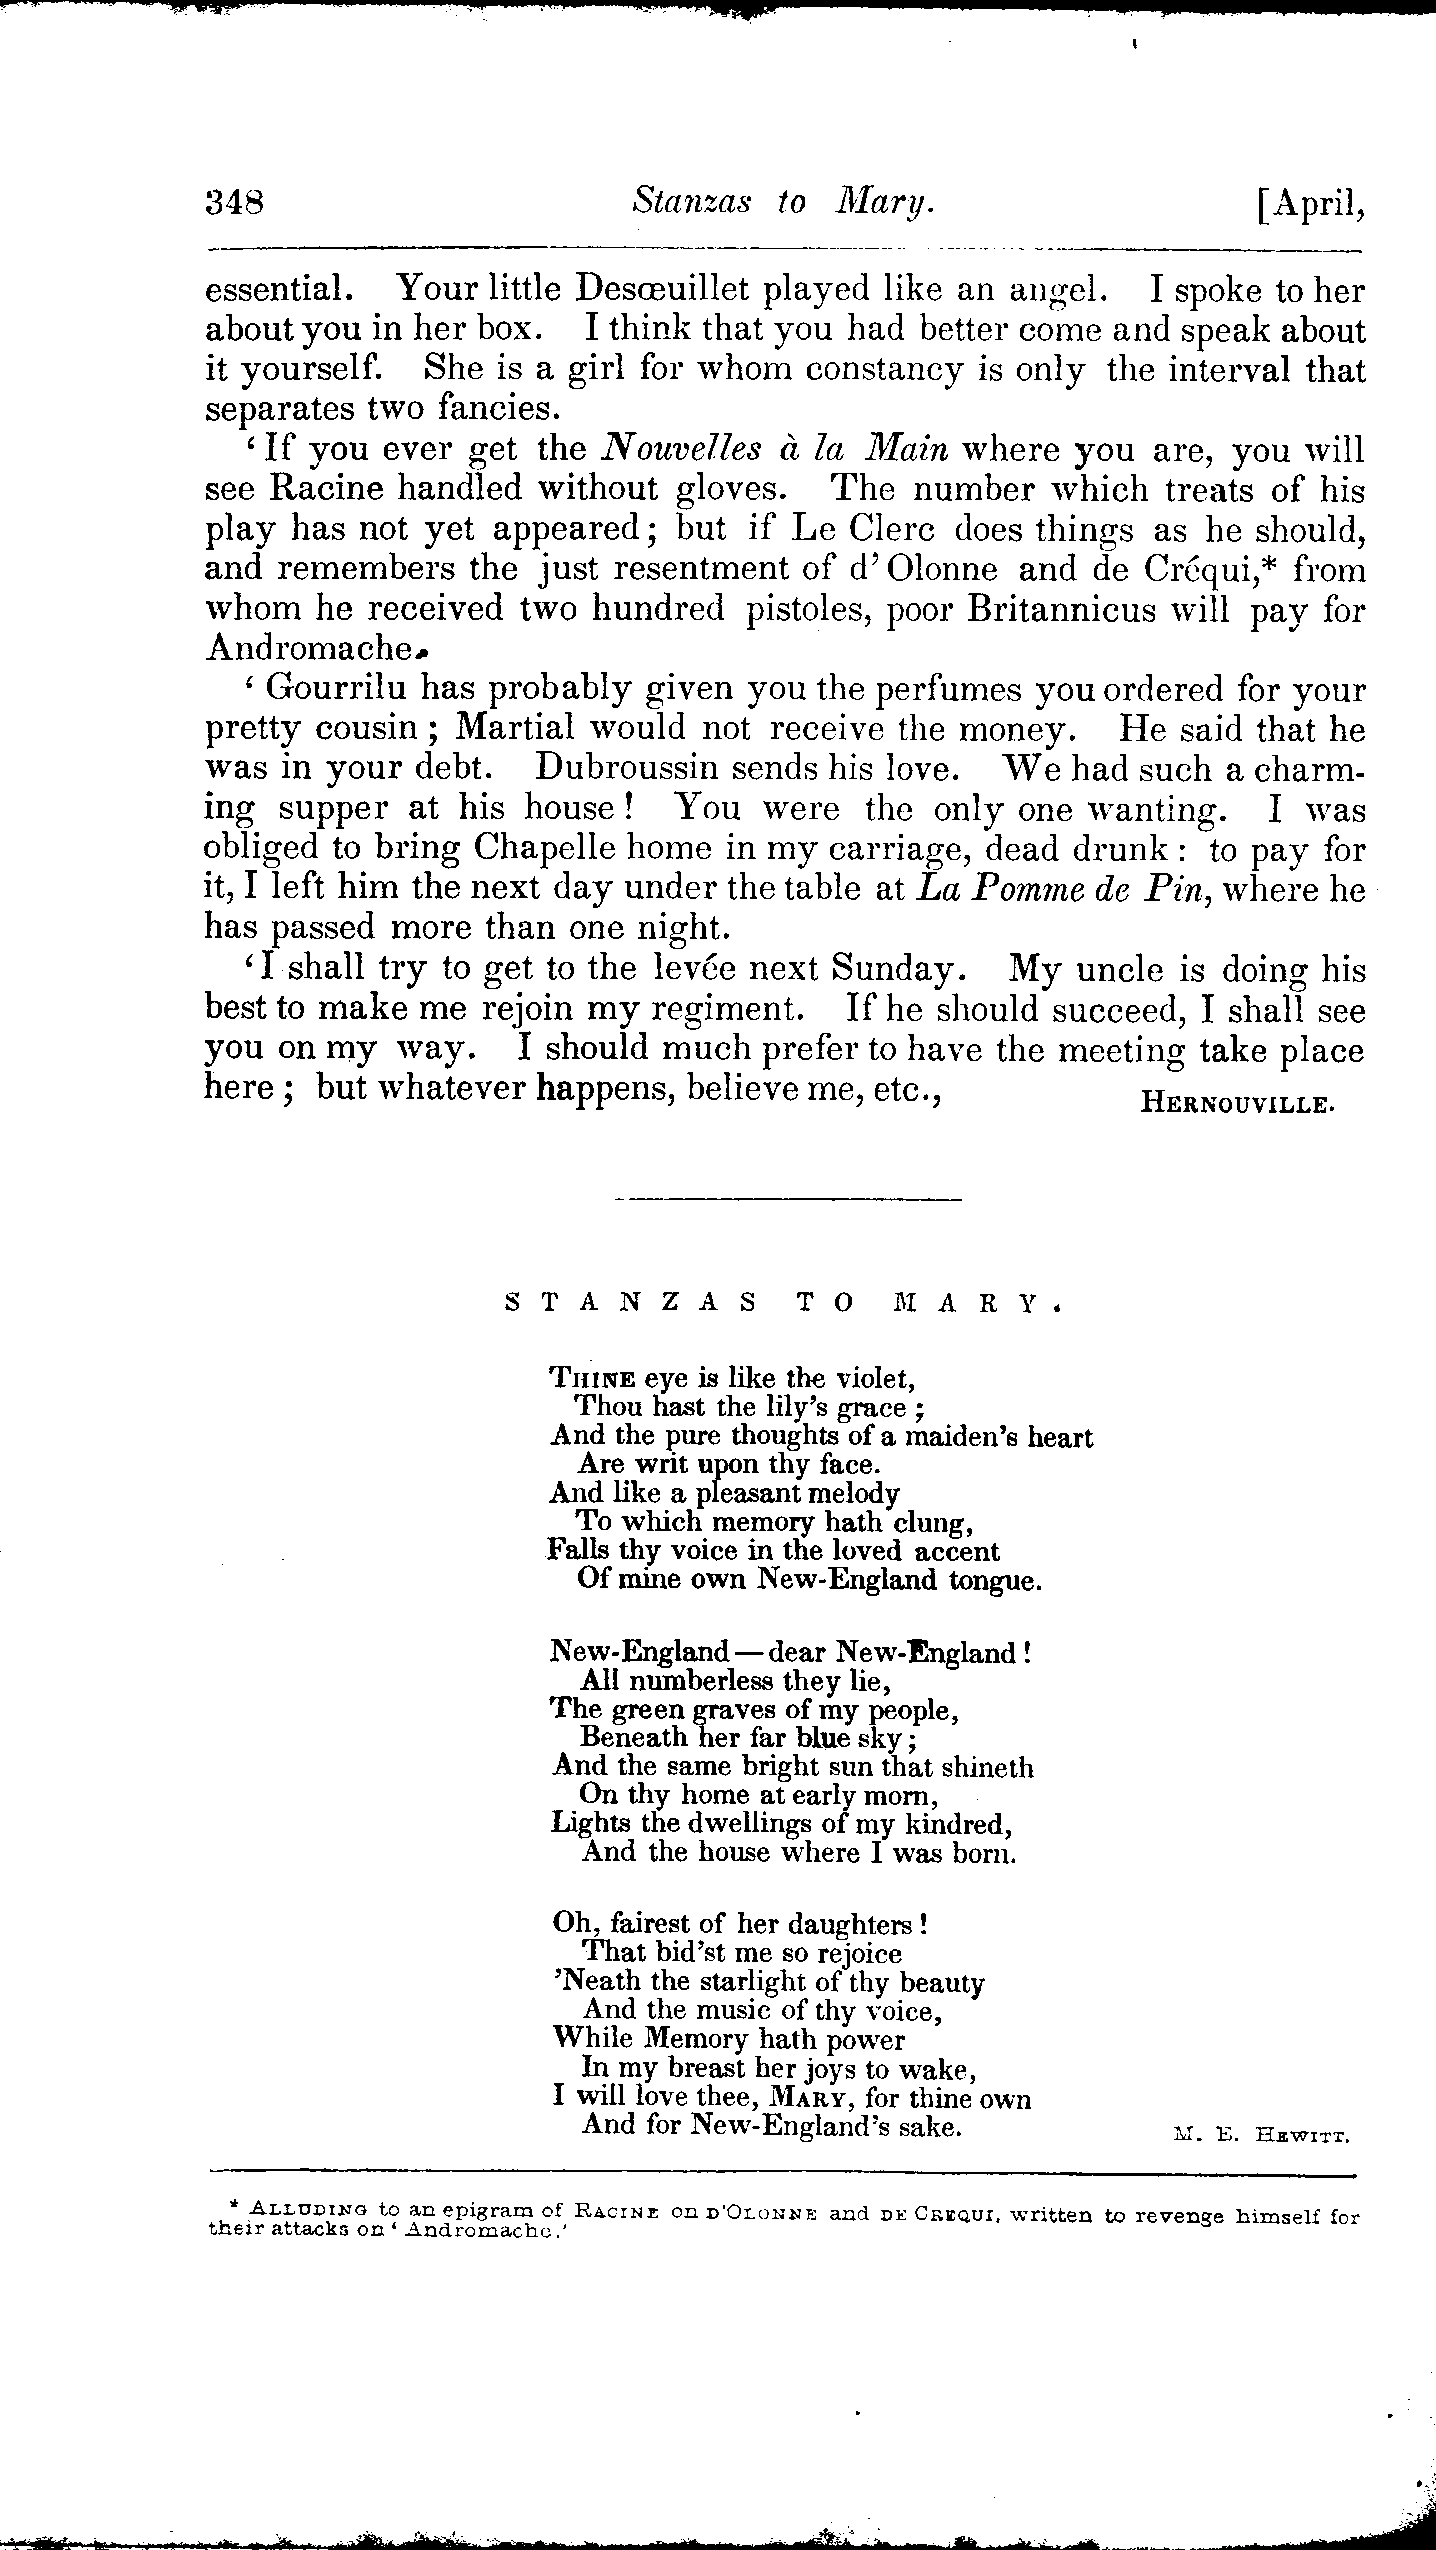 348 Stanzas to Mary. [April,
essential. Your little Desœuillet played like an angel. I spoke to her
about you in her box. I think that you had better come and speak about
it yourself. She is a girl for whom constancy is only the interval that
separates two fancies.
‘If you ever get the Nouvelles à la Main where you are, you will
see Racine handled without gloves. The number which treats of his
play has not yet appeared; but if Le Clerc does things as he should,
and remembers the just resentment of d’Olonne and de Créqui,* from
whom he received two hundred pistoles, poor Britannicus will pay for
Andromache.
‘Gourrilu has probably given you the perfumes you ordered for your
pretty cousin; Martial would not receive the money. He said that he
was in your debt. Dubroussin sends his love. We had such a charm-
ing supper at his house! You were the only one wanting. I was
obliged to bring Chapelle home in my carriage, dead drunk: to pay for
it, I left him the next day under the table at La Pomme de Pin, where he
has passed more than one night.
‘I shall try to get to the levée next Sunday. My uncle is doing his
best to make me rejoin my regiment. If he should succeed, I shall see
you on my way. I should much prefer to have the meeting take place
here; but whatever happens, believe me, etc., HERNOUVILLE.
STANZAS TO MARY.
THINE eye is like the violet,
Thou hast the lily’s grace;
And the pure thoughts of a maiden’s heart
Are writ upon thy face.
And like a pleasant melody
To which memory hath clung,
Falls thy voice in the loved accent
Of mine own New-England tongue.
New-England—dear New-England!
All numberless they lie,
The green graves of my people,
Beneath her far blue sky;
And the same bright sun that shineth
On thy home at early morn,
Lights the dwellings of my kindred,
And the house where I was born.
Oh, fairest of her daughters!
That bid’st me so rejoice
’Neath the starlight of thy beauty
And the music of thy voice,
While Memory hath power
In my breast her joys to wake,
I will love thee, MARY, for thine own
And for New-England’s sake. M. E. HEWITT.
* ALLUDING to an epigram of RACINE on D’OLONNE and DE CREQUI, written to revenge himself for
their attacks on ‘Andromache.’